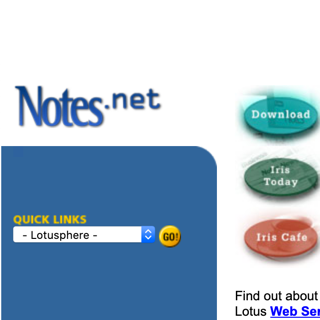 Notes.net
Download
Iris
Today
QUICK LINKS
- Lotusphere -
GO!
Iris Cafe
Find out about
Lotus Web Ser